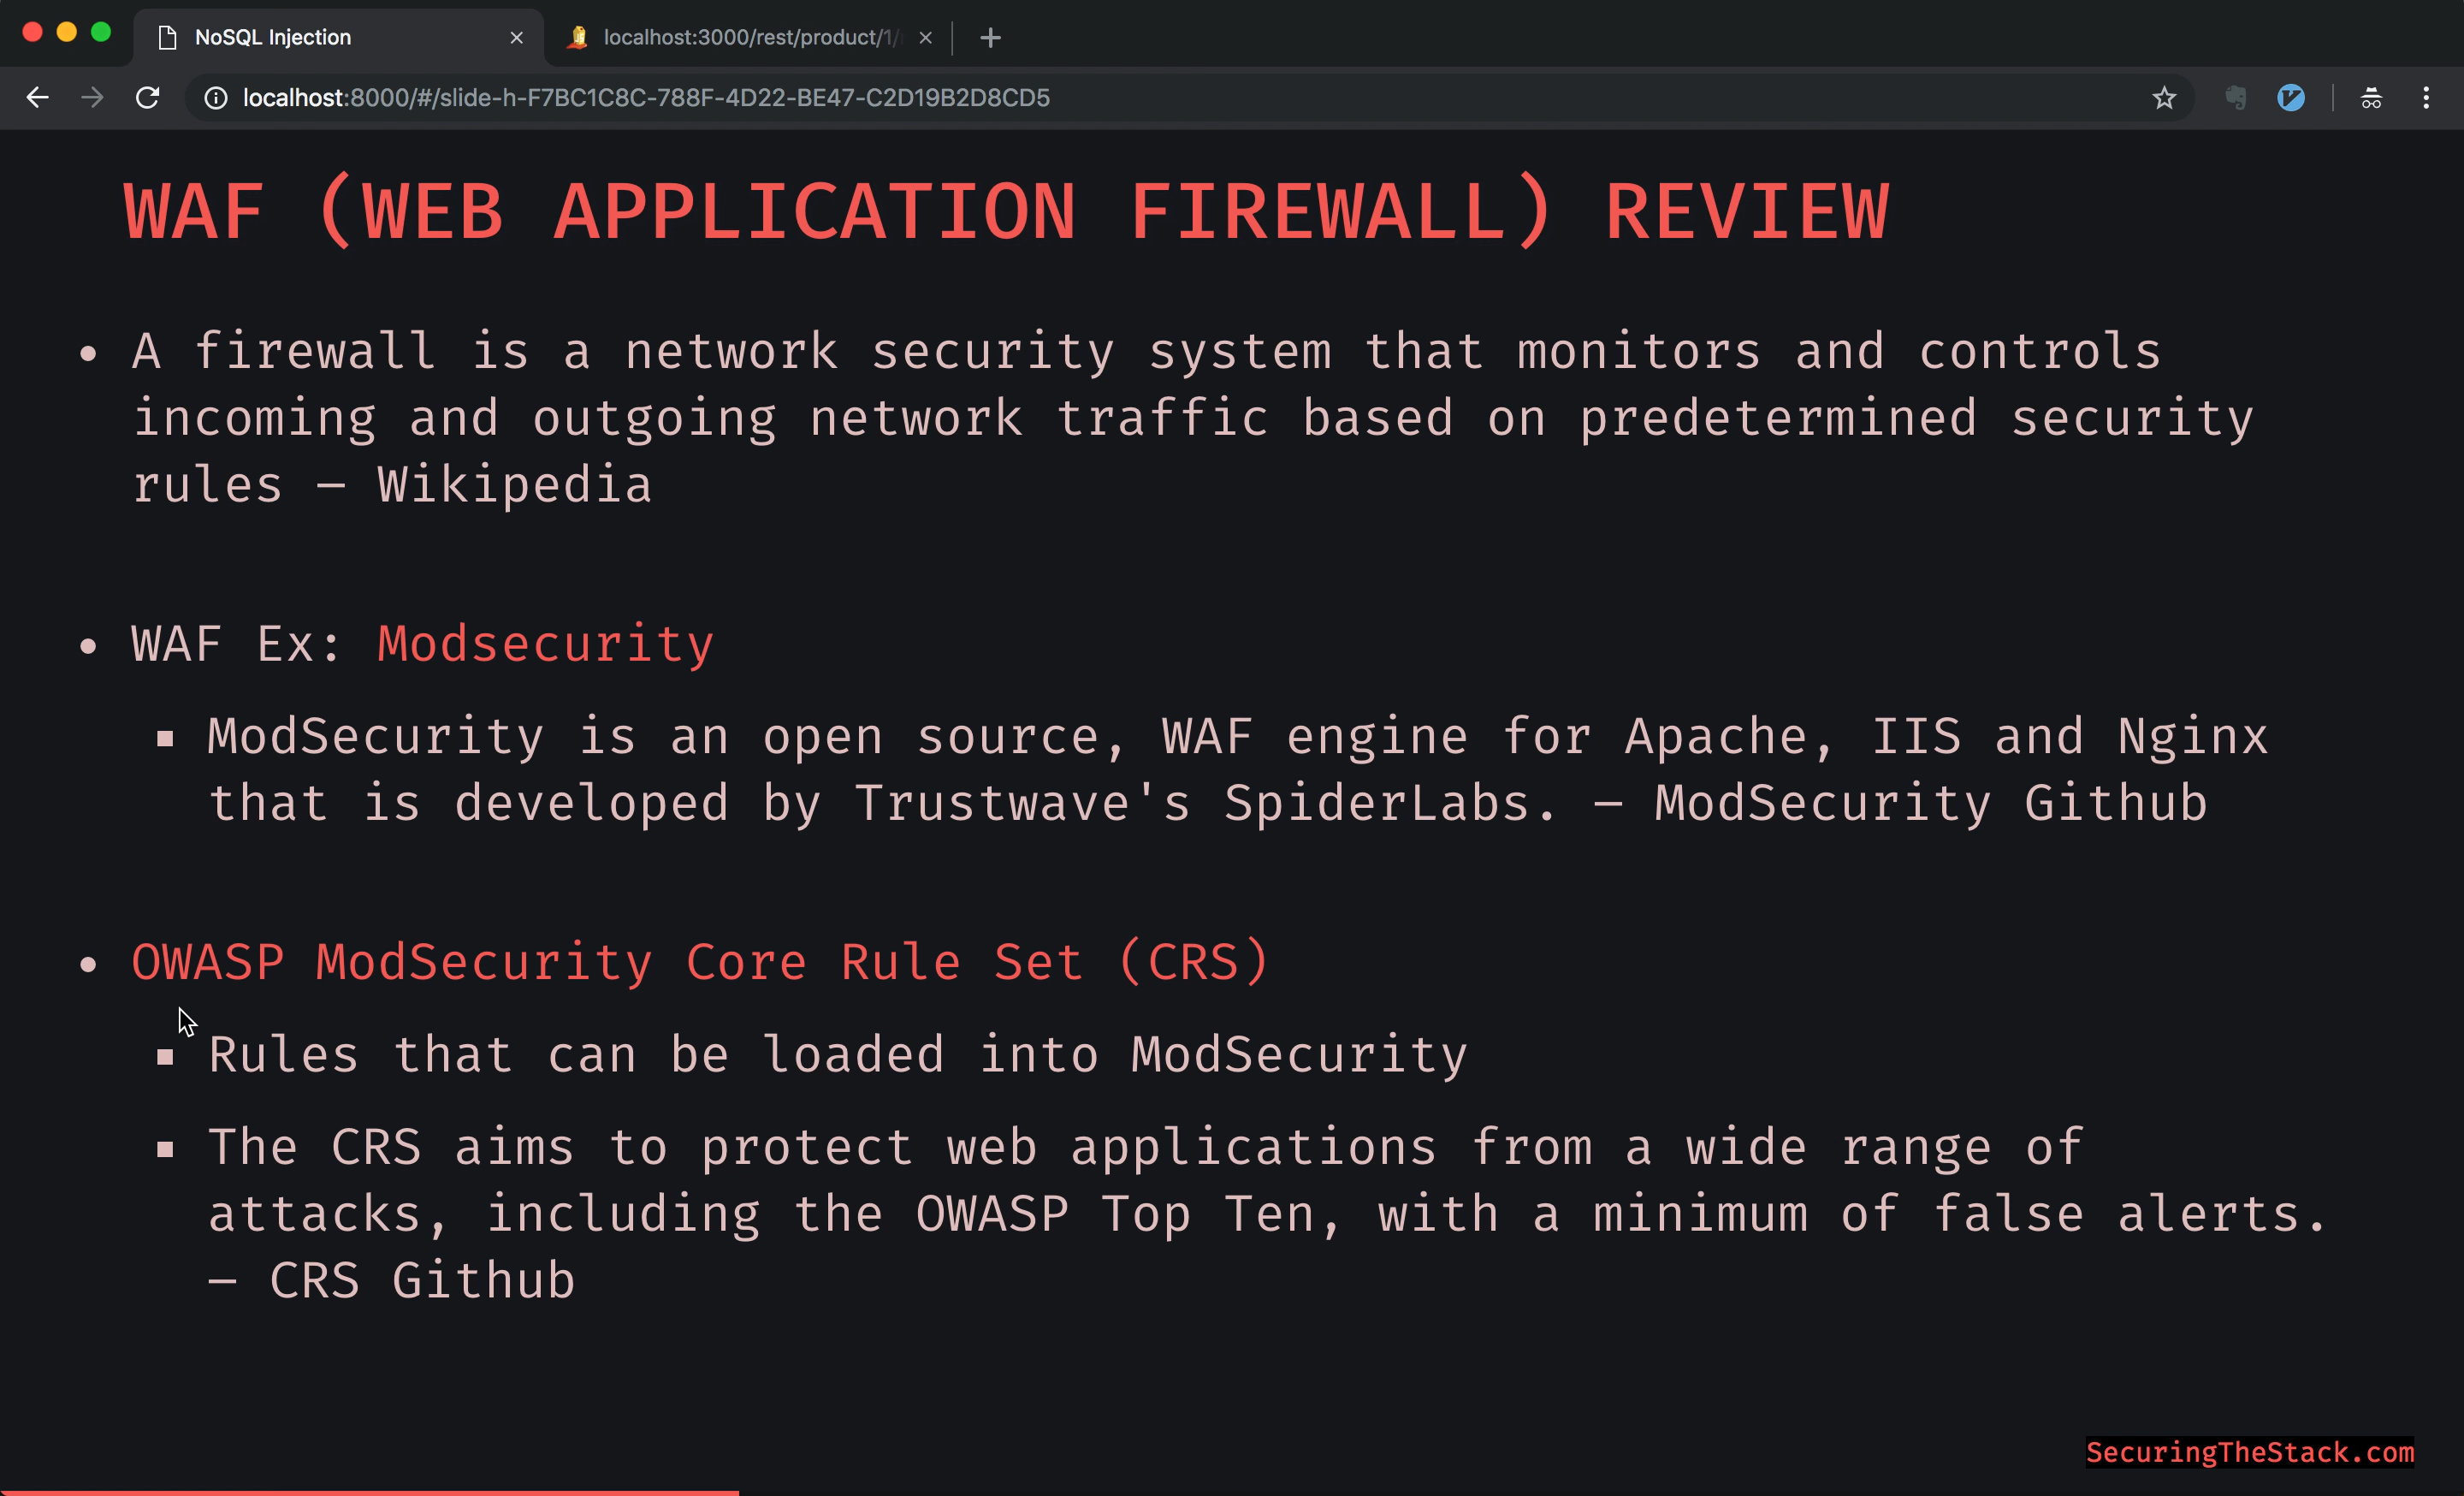 NoSQL Injection
localhost:3000/rest/product/1/
localhost:8000/#/slide-h-F7BC1C8C-788F-4D22-BE47-C2D19B2D8CD5
WAF (WEB APPLICATION FIREWALL) REVIEW
• A firewall is a network security system that monitors and controls
incoming and outgoing network traffic based on predetermined security
rules — Wikipedia
• WAF Ex: Modsecurity
▪ ModSecurity is an open source, WAF engine for Apache, IIS and Nginx
that is developed by Trustwave's SpiderLabs. — ModSecurity Github
• OWASP ModSecurity Core Rule Set (CRS)
▪ Rules that can be loaded into ModSecurity
▪ The CRS aims to protect web applications from a wide range of
attacks, including the OWASP Top Ten, with a minimum of false alerts.
— CRS Github
SecuringTheStack.com